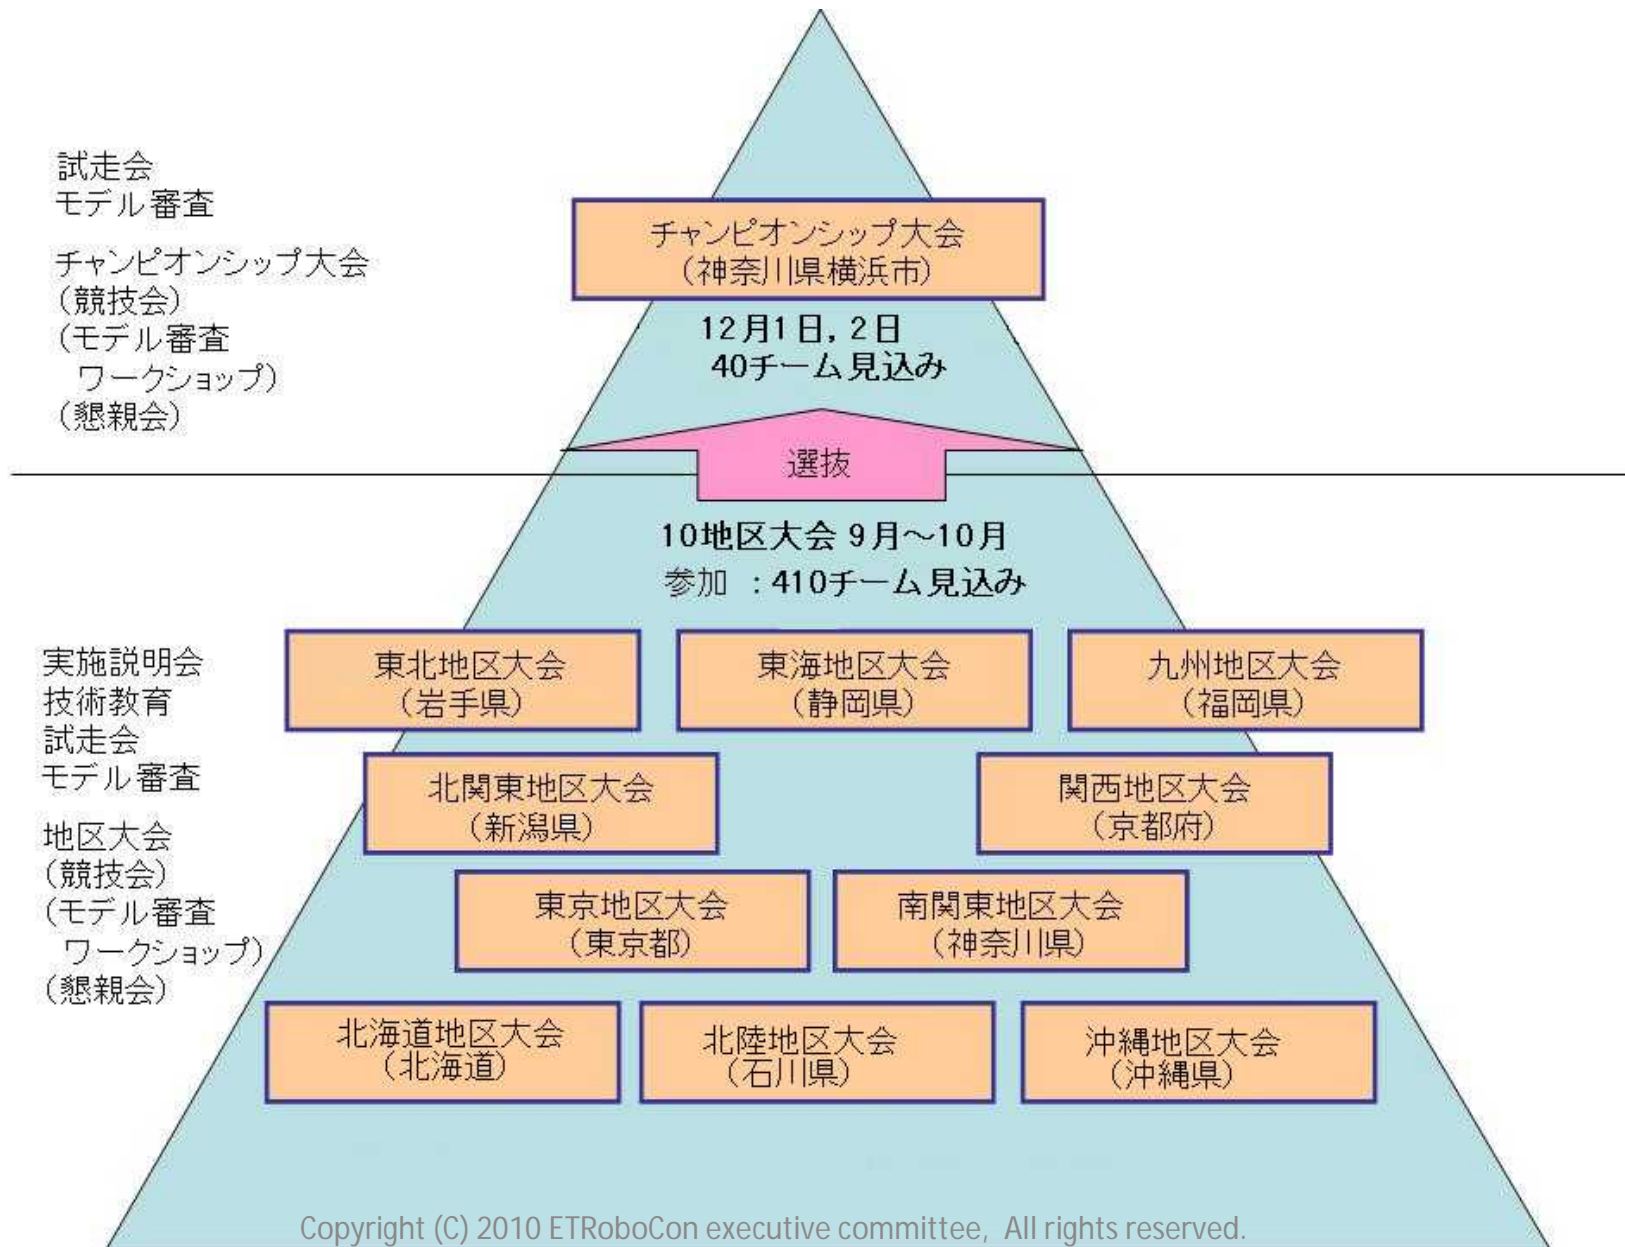 試走会
モデル審査
チャンピオンシップ大会
(競技会)
(モデル審査
ワークショップ)
(懇親会)
チャンピオンシップ大会
(神奈川県横浜市)
12月1日, 2日
40チーム見込み
選抜
10地区大会 9月～10月
参加 : 410チーム見込み
実施説明会
技術教育
試走会
モデル審査
地区大会
(競技会)
(モデル審査
ワークショップ)
(懇親会)
東北地区大会
(岩手県)
東海地区大会
(静岡県)
九州地区大会
(福岡県)
北関東地区大会
(新潟県)
関西地区大会
(京都府)
東京地区大会
(東京都)
南関東地区大会
(神奈川県)
北海道地区大会
(北海道)
北陸地区大会
(石川県)
沖縄地区大会
(沖縄県)
Copyright (C) 2010 ETRoboCon executive committee, All rights reserved.